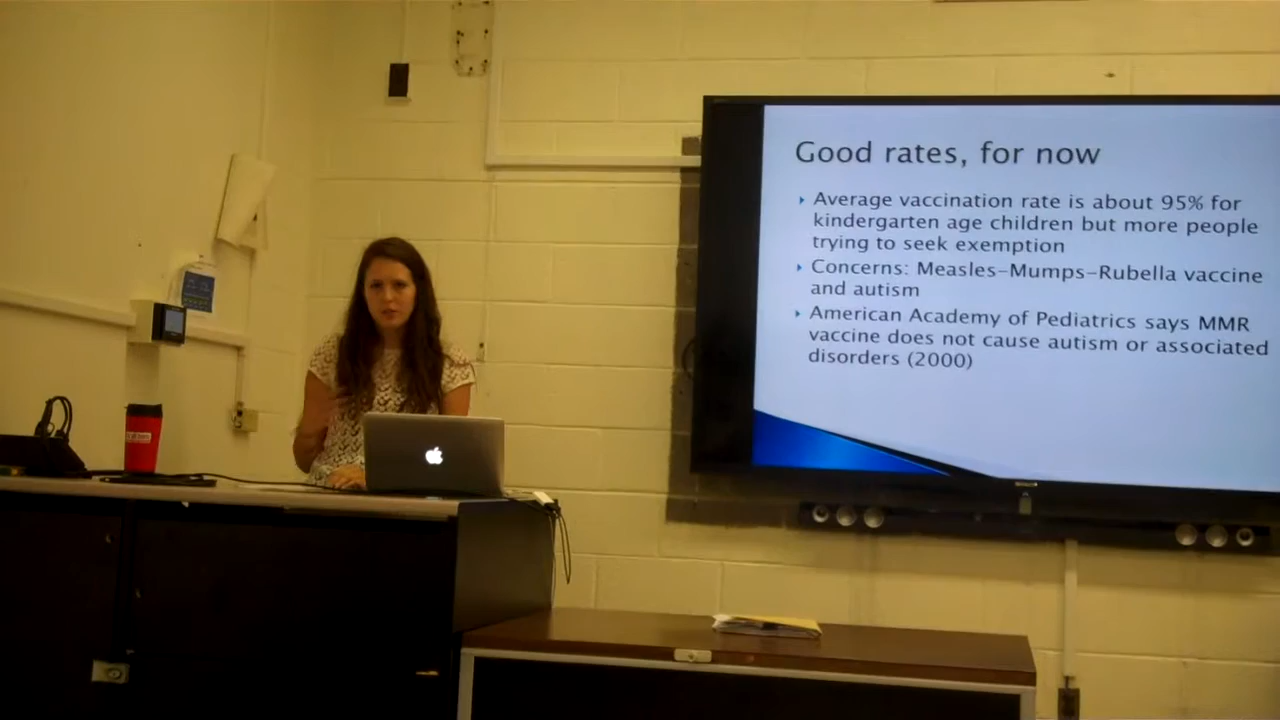 Good rates, for now
Average vaccination rate is about 95% for
kindergarten age children but more people
trying to seek exemption
Concerns: Measles-Mumps-Rubella vaccine
and autism
American Academy of Pediatrics says MMR
vaccine does not cause autism or associated
disorders (2000)